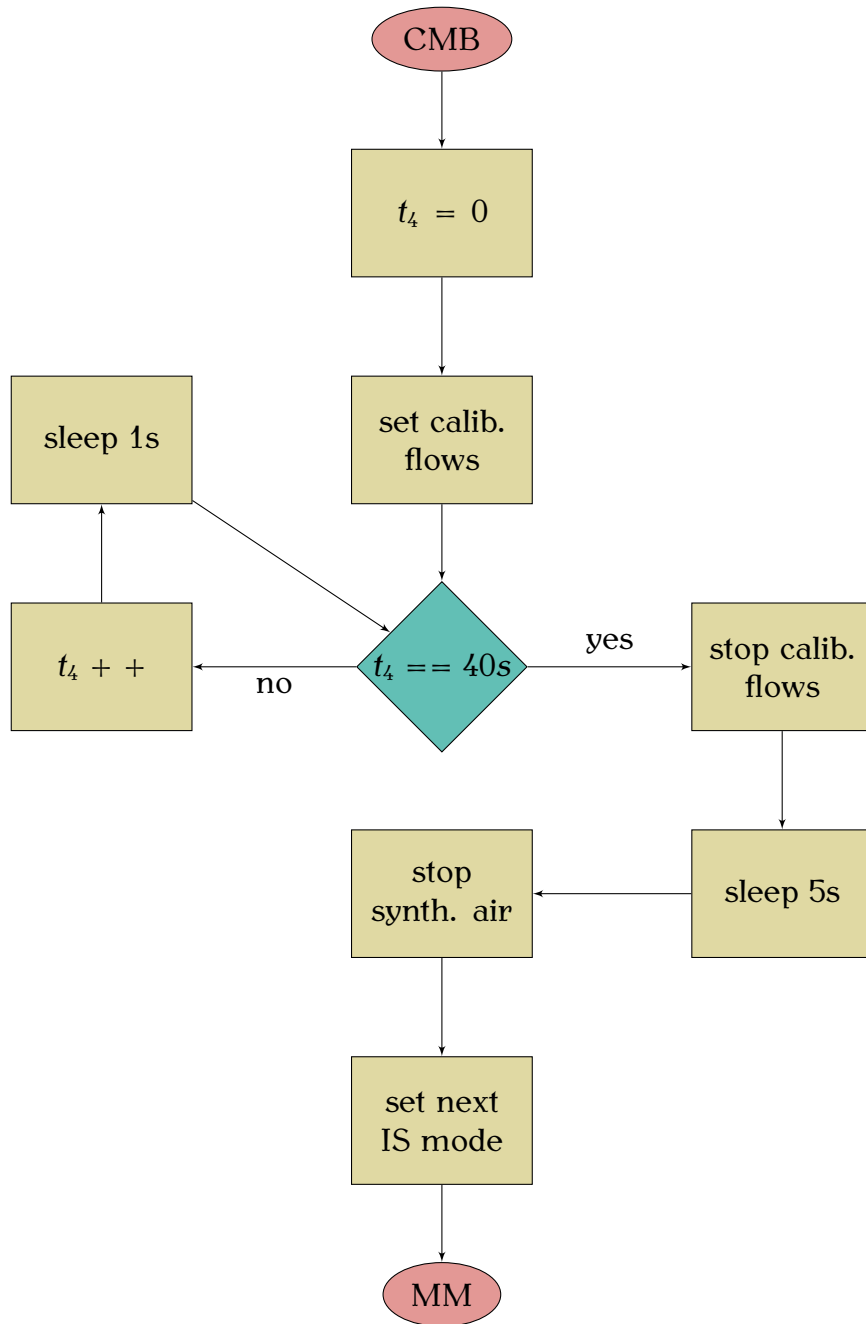 CMB
t₄ = 0
sleep 1s
set calib.
flows
t₄ + +
no
t₄ == 40s
yes
stop calib.
flows
stop
synth. air
sleep 5s
set next
IS mode
MM